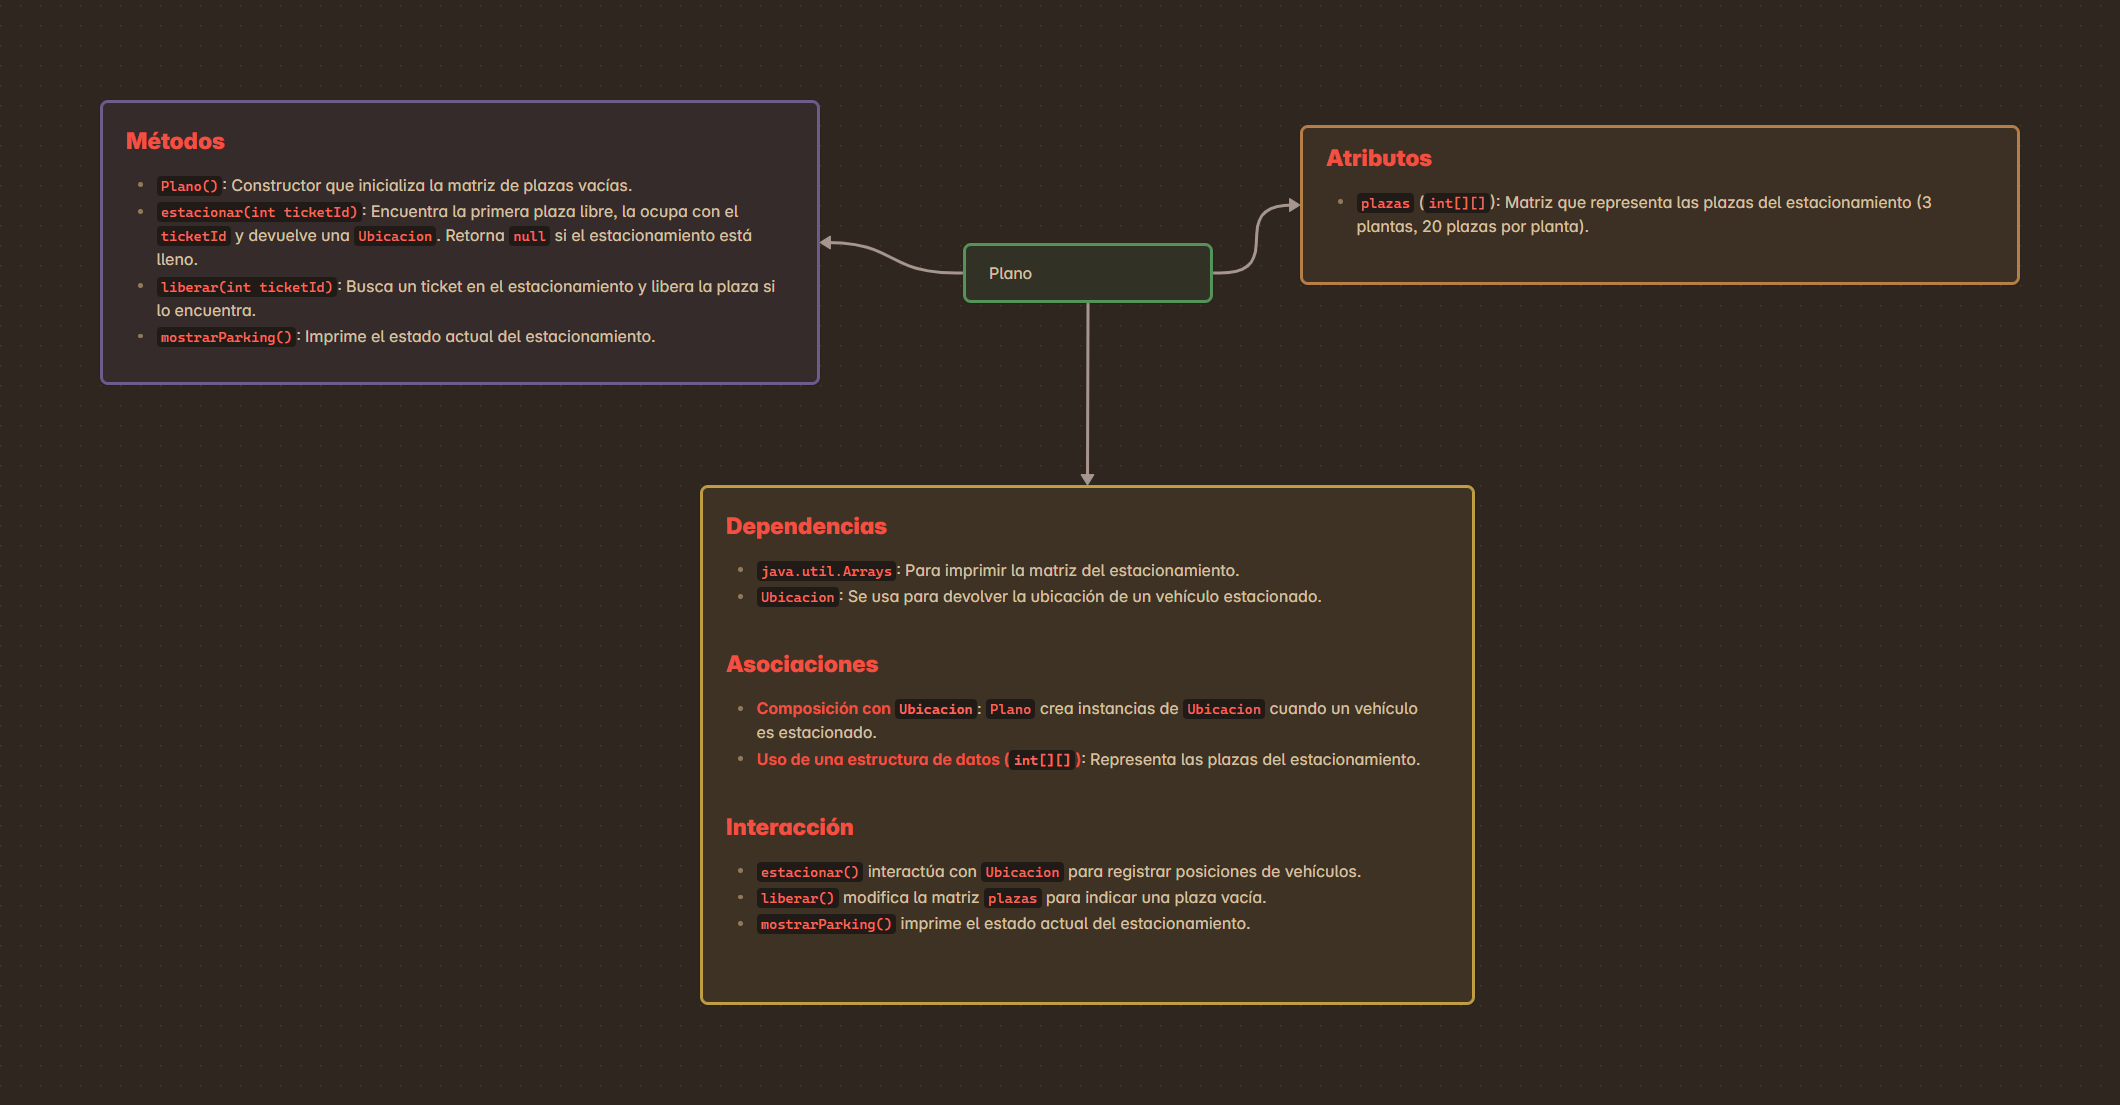 Métodos
Plano(): Constructor que inicializa la matriz de plazas vacías.
estacionar(int ticketId): Encuentra la primera plaza libre, la ocupa con el
ticketId y devuelve una Ubicacion. Retorna null si el estacionamiento está
lleno.
liberar(int ticketId): Busca un ticket en el estacionamiento y libera la plaza si
lo encuentra.
mostrarParking(): Imprime el estado actual del estacionamiento.
Plano
Atributos
plazas (int[][]): Matriz que representa las plazas del estacionamiento (3
plantas, 20 plazas por planta).
Dependencias
java.util.Arrays: Para imprimir la matriz del estacionamiento.
Ubicacion: Se usa para devolver la ubicación de un vehículo estacionado.
Asociaciones
Composición con Ubicacion: Plano crea instancias de Ubicacion cuando un vehículo
es estacionado.
Uso de una estructura de datos (int[][]): Representa las plazas del estacionamiento.
Interacción
estacionar() interactúa con Ubicacion para registrar posiciones de vehículos.
liberar() modifica la matriz plazas para indicar una plaza vacía.
mostrarParking() imprime el estado actual del estacionamiento.